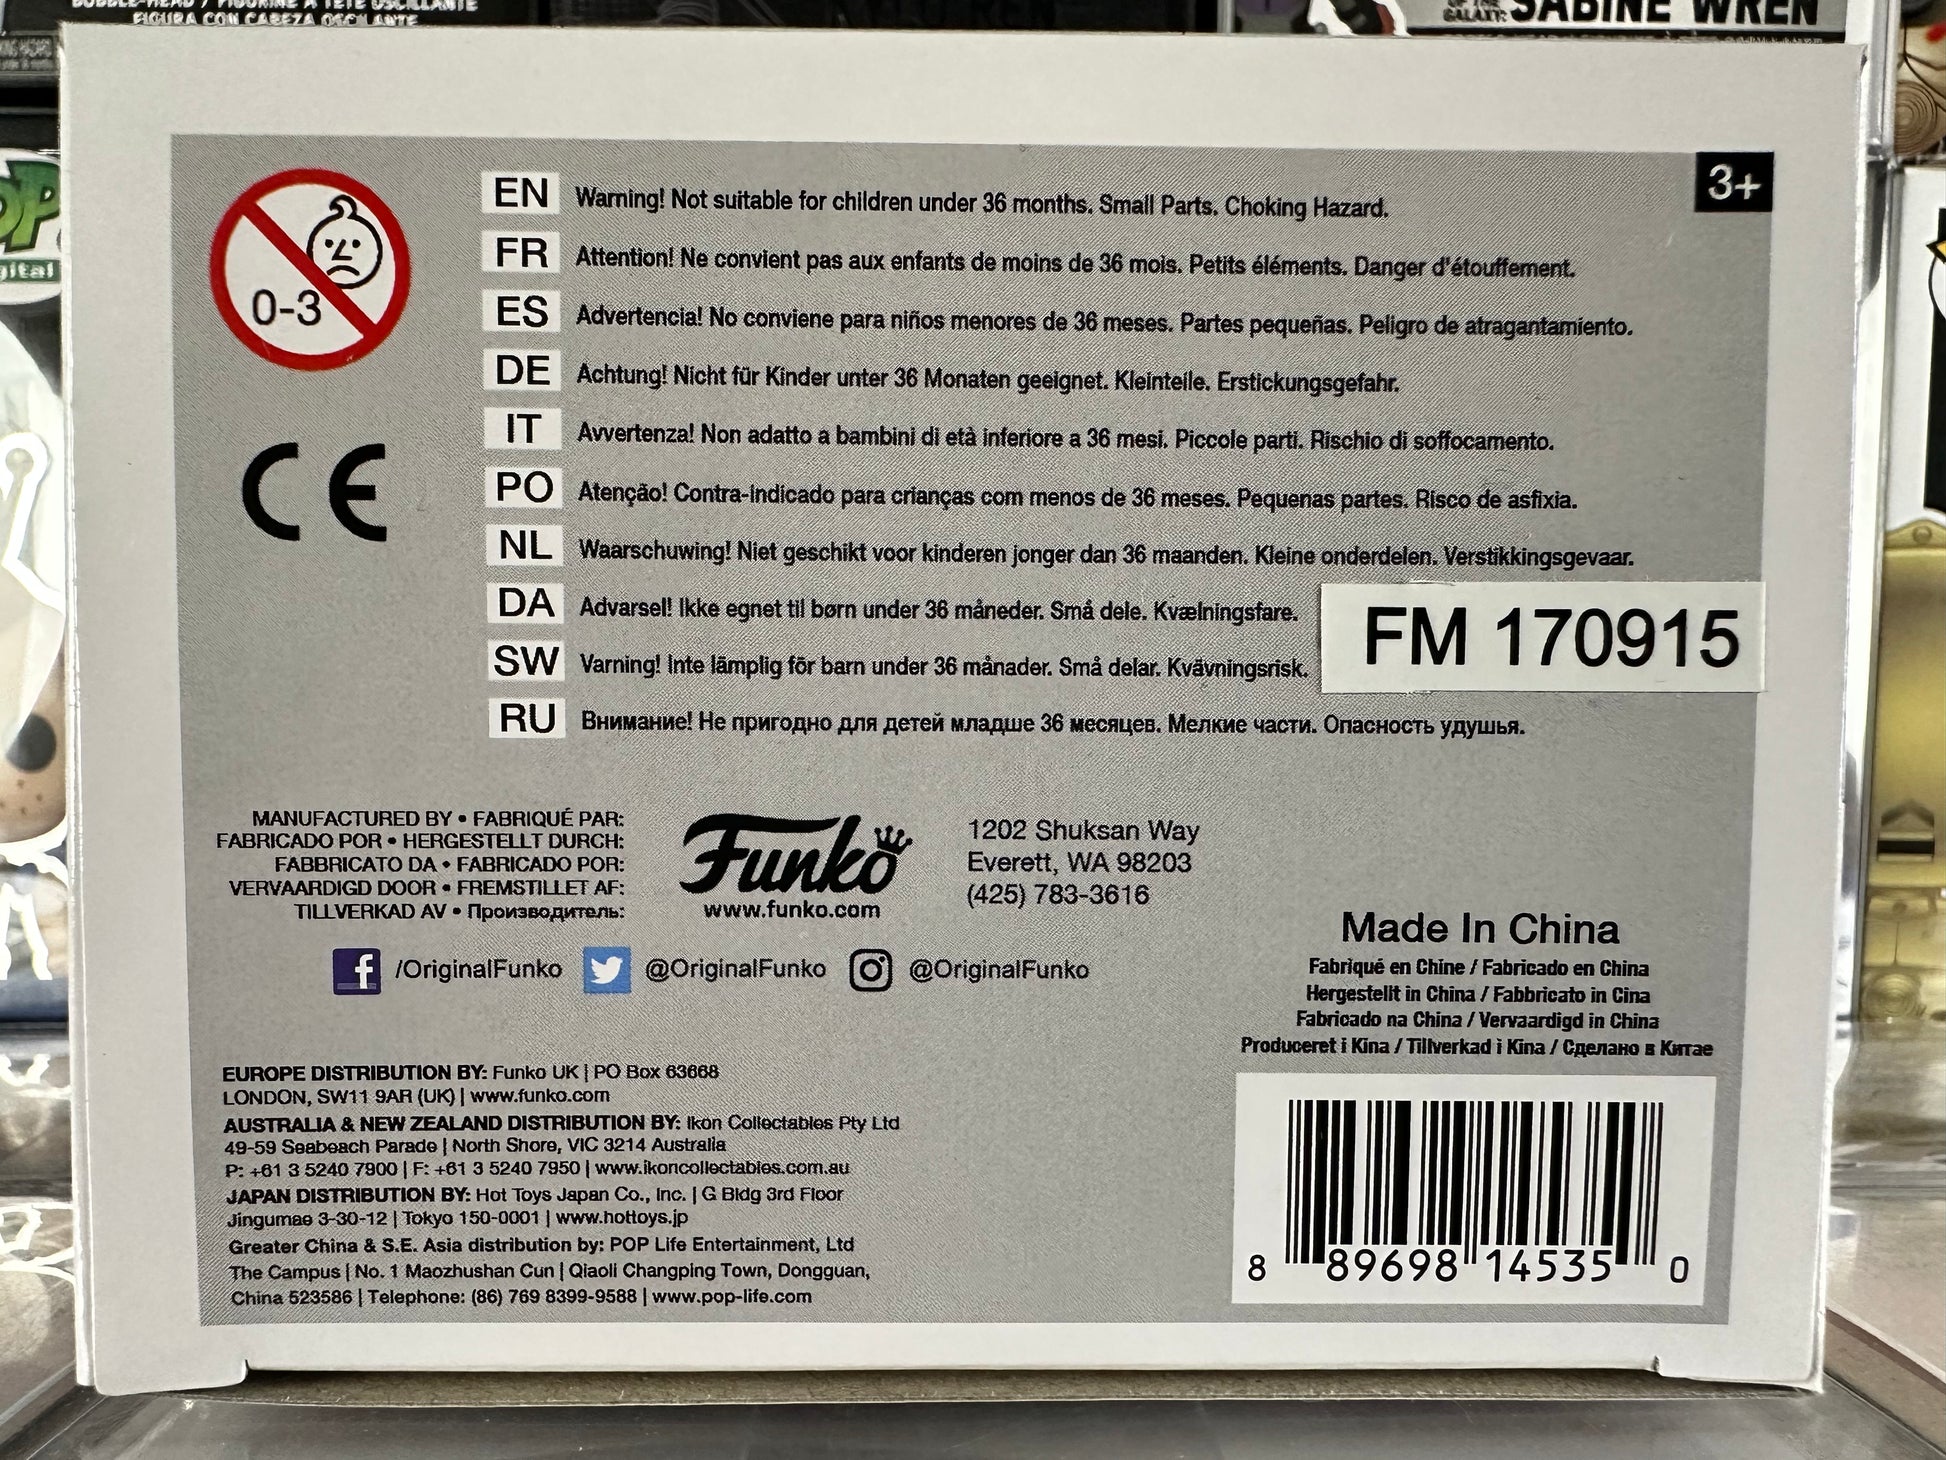 BOBBLE-HEAD / FIGURINE À TÊTE OSCILLANTE
FIGURA CON CABEZA OSCILANTE
GALAXY: SABINE WREN
gital
3+
0-3
CE
EN Warning! Not suitable for children under 36 months. Small Parts. Choking Hazard.
FR Attention! Ne convient pas aux enfants de moins de 36 mois. Petits éléments. Danger d'étouffement.
ES Advertencia! No conviene para niños menores de 36 meses. Partes pequeñas. Peligro de atragantamiento.
DE Achtung! Nicht für Kinder unter 36 Monaten geeignet. Kleinteile. Erstickungsgefahr.
IT Avvertenza! Non adatto a bambini di età inferiore a 36 mesi. Piccole parti. Rischio di soffocamento.
PO Atenção! Contra-indicado para crianças com menos de 36 meses. Pequenas partes. Risco de asfixia.
NL Waarschuwing! Niet geschikt voor kinderen jonger dan 36 maanden. Kleine onderdelen. Verstikkingsgevaar.
DA Advarsel! Ikke egnet til børn under 36 måneder. Små dele. Kvælningsfare.
SW Varning! Inte lämplig för barn under 36 månader. Små delar. Kvävningsrisk.
FM 170915
RU Внимание! Не пригодно для детей младше 36 месяцев. Мелкие части. Опасность удушья.
MANUFACTURED BY • FABRIQUÉ PAR:
FABRICADO POR • HERGESTELLT DURCH:
FABBRICATO DA • FABRICADO POR:
VERVAARDIGD DOOR • FREMSTILLET AF:
TILLVERKAD AV • Производитель:
Funko
www.funko.com
1202 Shuksan Way
Everett, WA 98203
(425) 783-3616
/OriginalFunko @OriginalFunko @OriginalFunko
Made In China
Fabriqué en Chine / Fabricado en China
Hergestellt in China / Fabbricato in Cina
Fabricado na China / Vervaardigd in China
Produceret i Kina / Tillverkad i Kina / Сделано в Китае
EUROPE DISTRIBUTION BY: Funko UK | PO Box 63668
LONDON, SW11 9AR (UK) | www.funko.com
AUSTRALIA & NEW ZEALAND DISTRIBUTION BY: Ikon Collectables Pty Ltd
49-59 Seabeach Parade | North Shore, VIC 3214 Australia
P: +61 3 5240 7900 | F: +61 3 5240 7950 | www.ikoncollectables.com.au
JAPAN DISTRIBUTION BY: Hot Toys Japan Co., Inc. | G Bldg 3rd Floor
Jingumae 3-30-12 | Tokyo 150-0001 | www.hottoys.jp
Greater China & S.E. Asia distribution by: POP Life Entertainment, Ltd
The Campus | No. 1 Maozhushan Cun | Qiaoli Changping Town, Dongguan,
China 523586 | Telephone: (86) 769 8399-9588 | www.pop-life.com
8 89698 14535 0